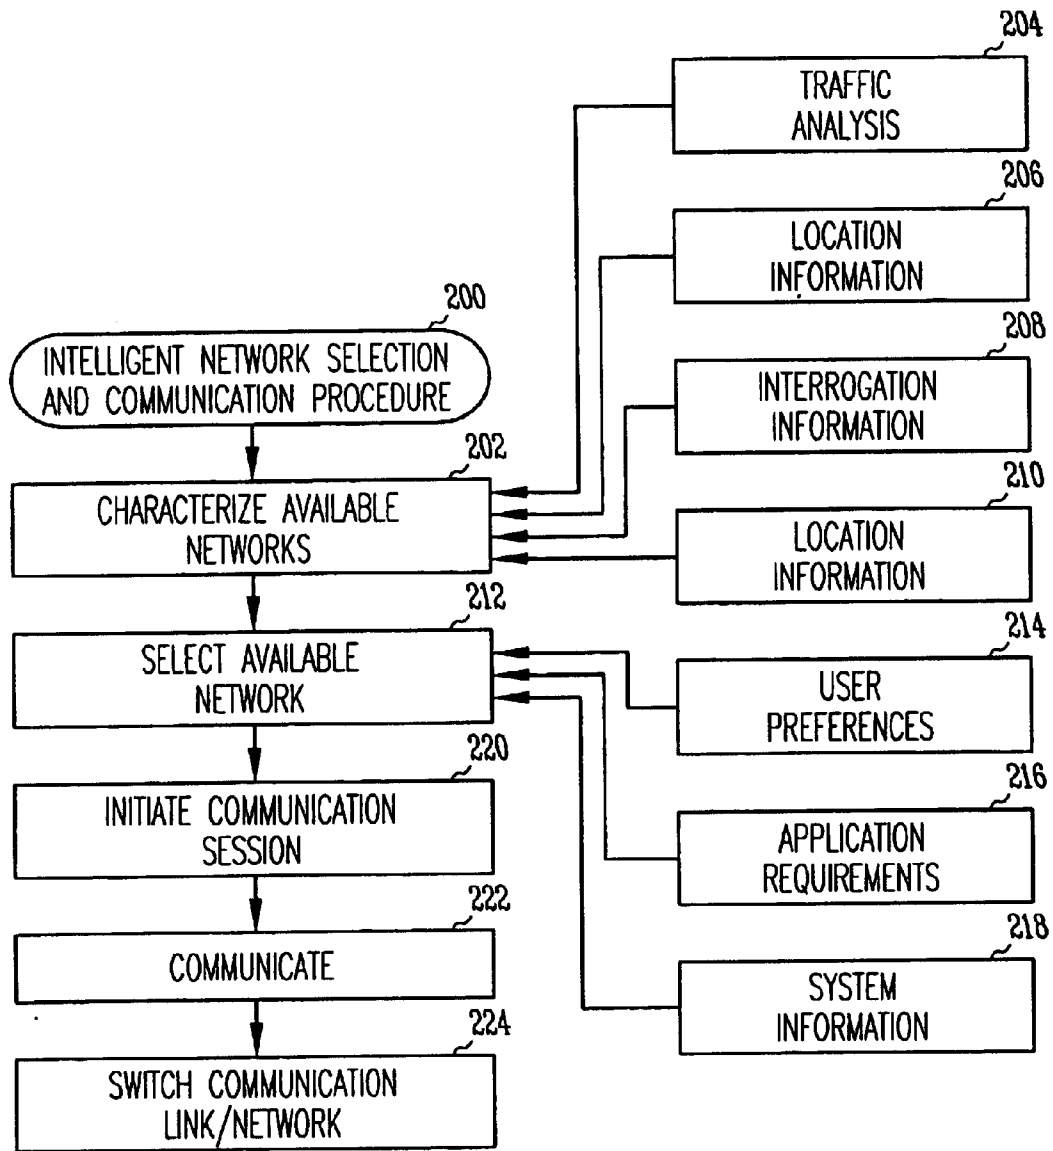 204
TRAFFIC
ANALYSIS
206
LOCATION
INFORMATION
200
INTELLIGENT NETWORK SELECTION
AND COMMUNICATION PROCEDURE
208
INTERROGATION
INFORMATION
202
CHARACTERIZE AVAILABLE
NETWORKS
210
LOCATION
INFORMATION
212
SELECT AVAILABLE
NETWORK
214
USER
PREFERENCES
220
INITIATE COMMUNICATION
SESSION
216
APPLICATION
REQUIREMENTS
222
COMMUNICATE
218
SYSTEM
INFORMATION
224
SWITCH COMMUNICATION
LINK/NETWORK